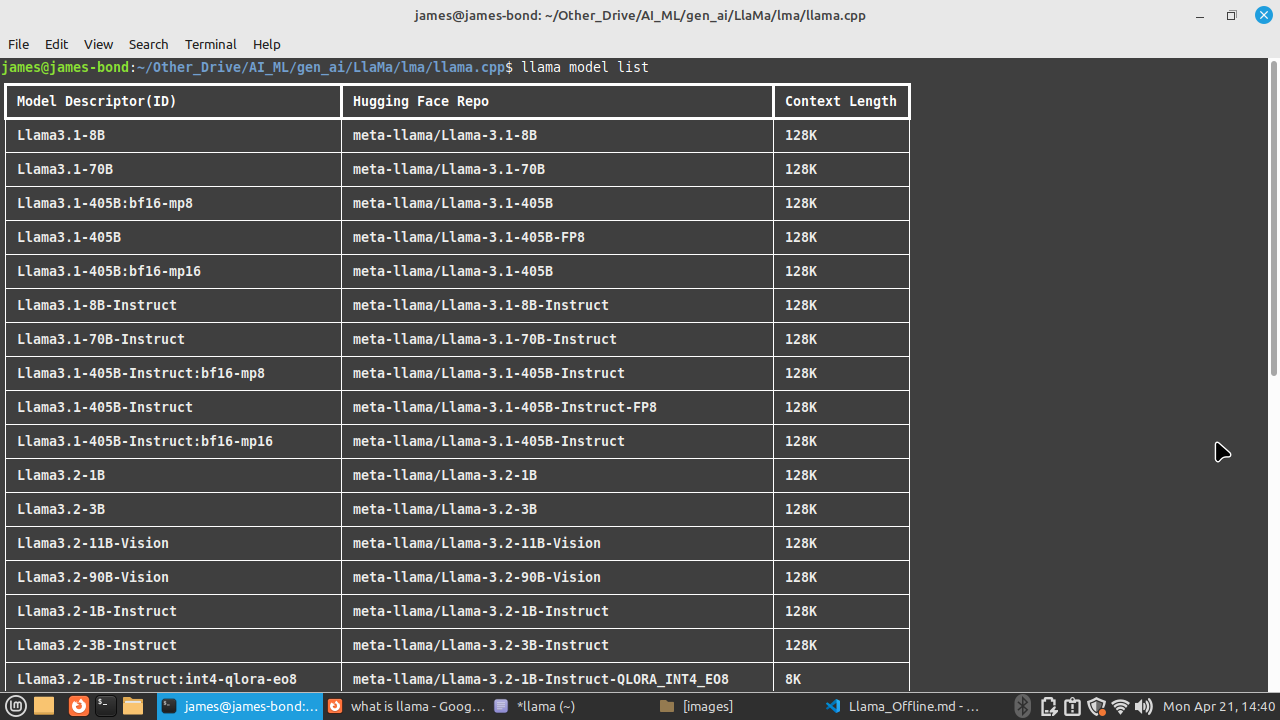 james@james-bond: ~/Other_Drive/AI_ML/gen_ai/LlaMa/lma/llama.cpp
File Edit View Search Terminal Help
james@james-bond:~/Other_Drive/AI_ML/gen_ai/LlaMa/lma/llama.cpp$ llama model list
Model Descriptor(ID) Hugging Face Repo Context Length
Llama3.1-8B meta-llama/Llama-3.1-8B 128K
Llama3.1-70B meta-llama/Llama-3.1-70B 128K
Llama3.1-405B:bf16-mp8 meta-llama/Llama-3.1-405B 128K
Llama3.1-405B meta-llama/Llama-3.1-405B-FP8 128K
Llama3.1-405B:bf16-mp16 meta-llama/Llama-3.1-405B 128K
Llama3.1-8B-Instruct meta-llama/Llama-3.1-8B-Instruct 128K
Llama3.1-70B-Instruct meta-llama/Llama-3.1-70B-Instruct 128K
Llama3.1-405B-Instruct:bf16-mp8 meta-llama/Llama-3.1-405B-Instruct 128K
Llama3.1-405B-Instruct meta-llama/Llama-3.1-405B-Instruct-FP8 128K
Llama3.1-405B-Instruct:bf16-mp16 meta-llama/Llama-3.1-405B-Instruct 128K
Llama3.2-1B meta-llama/Llama-3.2-1B 128K
Llama3.2-3B meta-llama/Llama-3.2-3B 128K
Llama3.2-11B-Vision meta-llama/Llama-3.2-11B-Vision 128K
Llama3.2-90B-Vision meta-llama/Llama-3.2-90B-Vision 128K
Llama3.2-1B-Instruct meta-llama/Llama-3.2-1B-Instruct 128K
Llama3.2-3B-Instruct meta-llama/Llama-3.2-3B-Instruct 128K
Llama3.2-1B-Instruct:int4-qlora-eo8 meta-llama/Llama-3.2-1B-Instruct-QLORA_INT4_EO8 8K
james@james-bond:... what is llama - Goog... *llama (~) [images] Llama_Offline.md - ... Mon Apr 21, 14:40